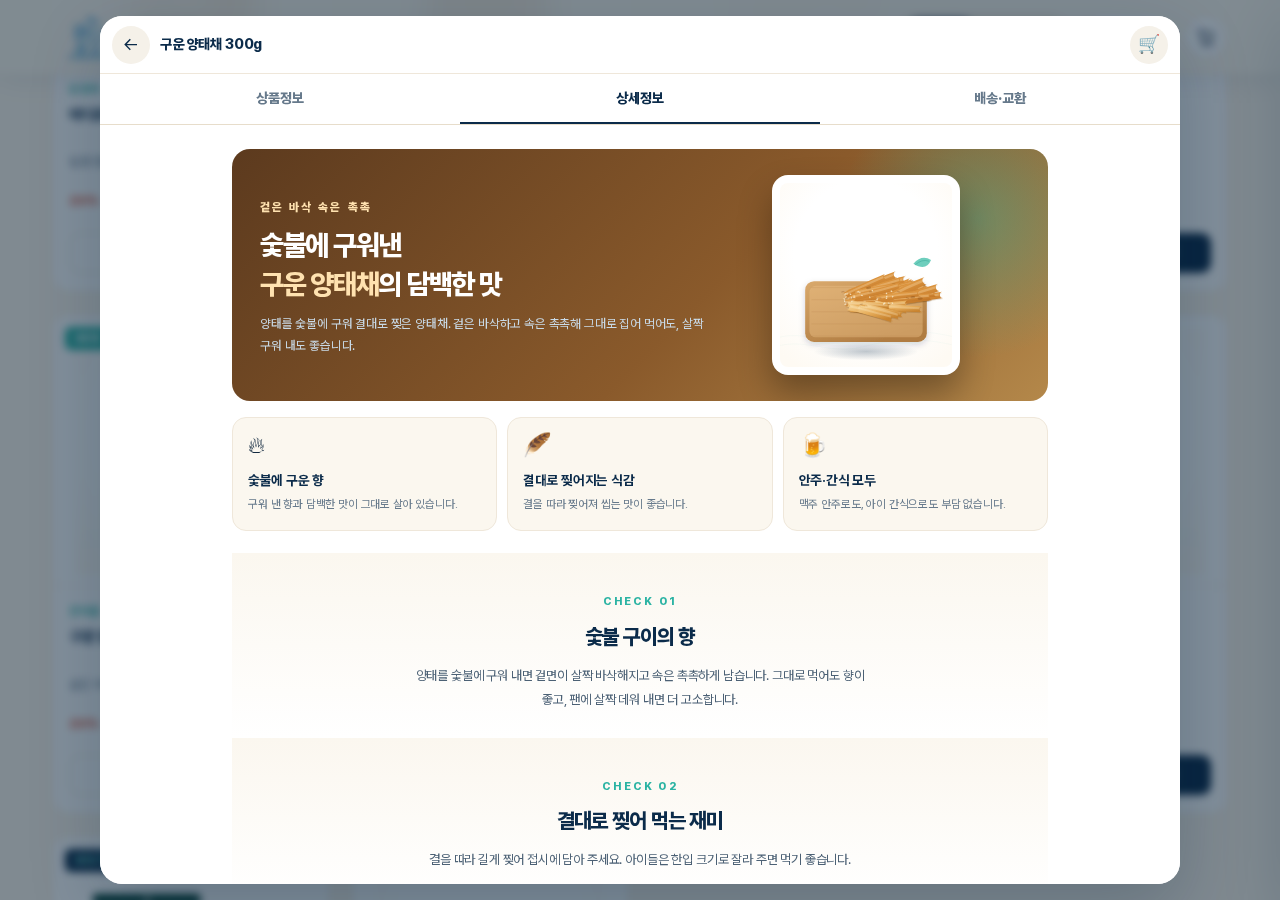 구운 양태채 300g
상품정보
상세정보
배송·교환
겉은 바삭 속은 촉촉
숯불에 구워낸
구운 양태채의 담백한 맛
양태를 숯불에 구워 결대로 찢은 양태채. 겉은 바삭하고 속은 촉촉해 그대로 집어 먹어도, 살짝
구워 내도 좋습니다.
숯불에 구운 향
구워 낸 향과 담백한 맛이 그대로 살아 있습니다.
결대로 찢어지는 식감
결을 따라 찢어져 씹는 맛이 좋습니다.
안주·간식 모두
맥주 안주로도, 아이 간식으로도 부담 없습니다.
CHECK 01
숯불 구이의 향
양태를 숯불에 구워 내면 겉면이 살짝 바삭해지고 속은 촉촉하게 남습니다. 그대로 먹어도 향이
좋고, 팬에 살짝 데워 내면 더 고소합니다.
CHECK 02
결대로 찢어 먹는 재미
결을 따라 길게 찢어 접시에 담아 주세요. 아이들은 한입 크기로 잘라 주면 먹기 좋습니다.